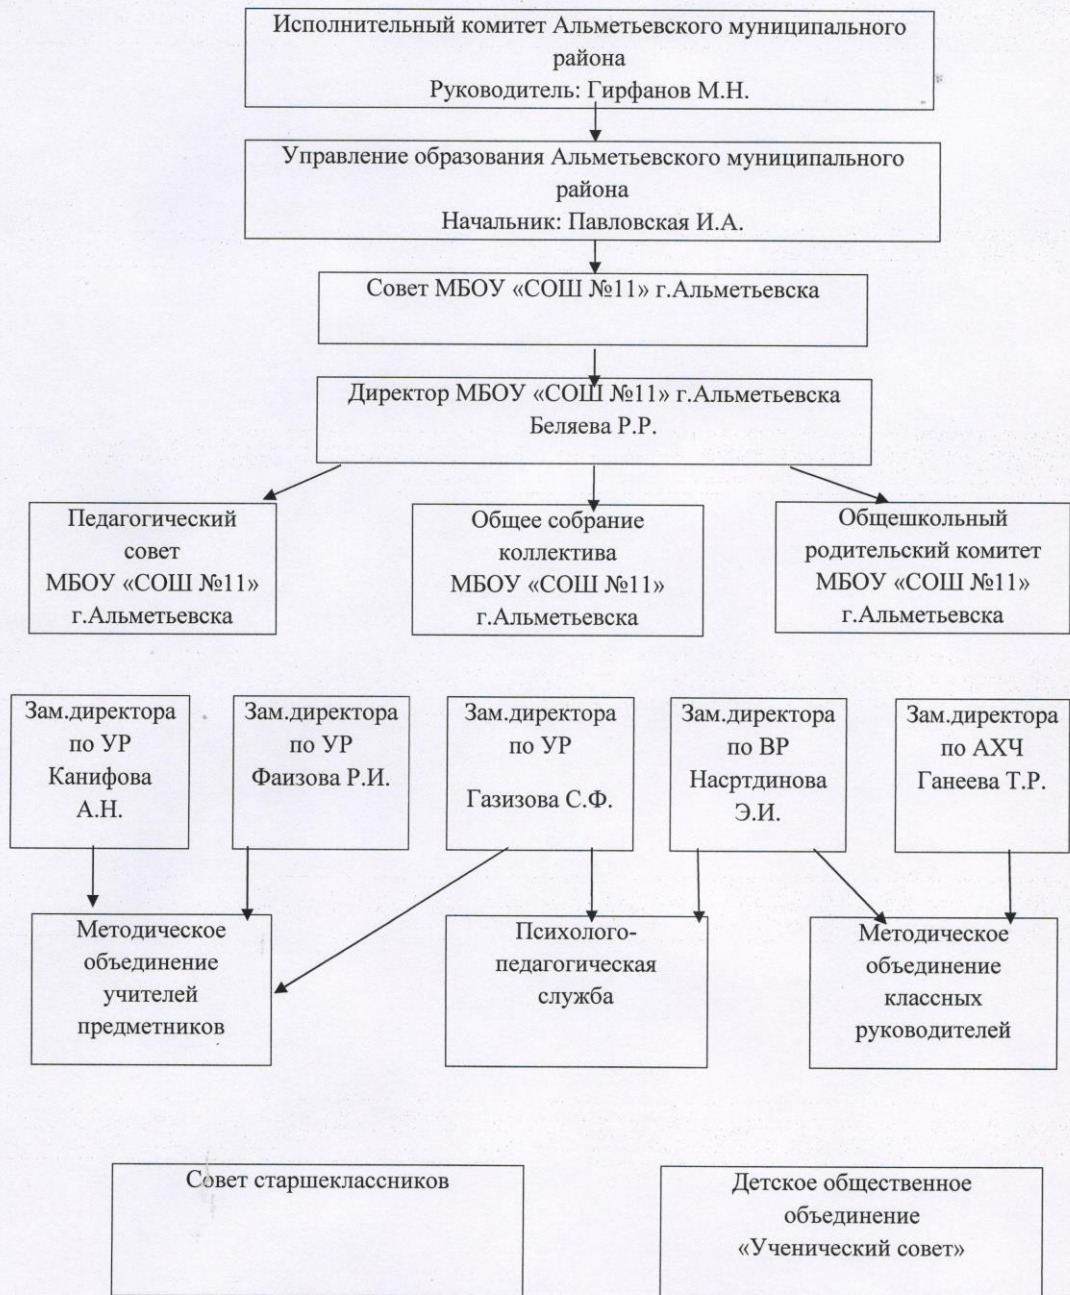 Исполнительный комитет Альметьевского муниципального
района
Руководитель: Гирфанов М.Н.
Управление образования Альметьевского муниципального
района
Начальник: Павловская И.А.
Совет МБОУ «СОШ №11» г.Альметьевска
Директор МБОУ «СОШ №11» г.Альметьевска
Беляева Р.Р.
Педагогический
совет
МБОУ «СОШ №11»
г.Альметьевска
Общее собрание
коллектива
МБОУ «СОШ №11»
г.Альметьевска
Общешкольный
родительский комитет
МБОУ «СОШ №11»
г.Альметьевска
Зам.директора
по УР
Канифова
А.Н.
Зам.директора
по УР
Фаизова Р.И.
Зам.директора
по УР
Газизова С.Ф.
Зам.директора
по ВР
Насртдинова
Э.И.
Зам.директора
по АХЧ
Ганеева Т.Р.
Методическое
объединение
учителей
предметников
Психолого-
педагогическая
служба
Методическое
объединение
классных
руководителей
Совет старшеклассников
Детское общественное
объединение
«Ученический совет»